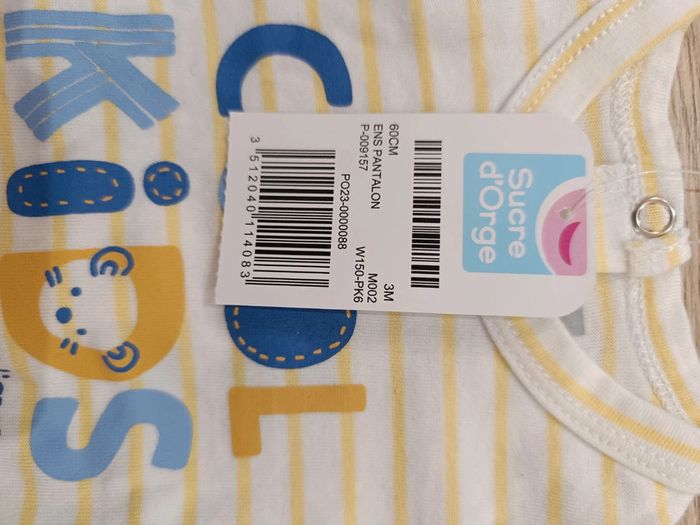 COOL
KiDS
Sucre
d'Orge
60CM 3M
ENS PANTALON M002
P-009157 W150-PK6
PO23-0000088
3 512040 114083